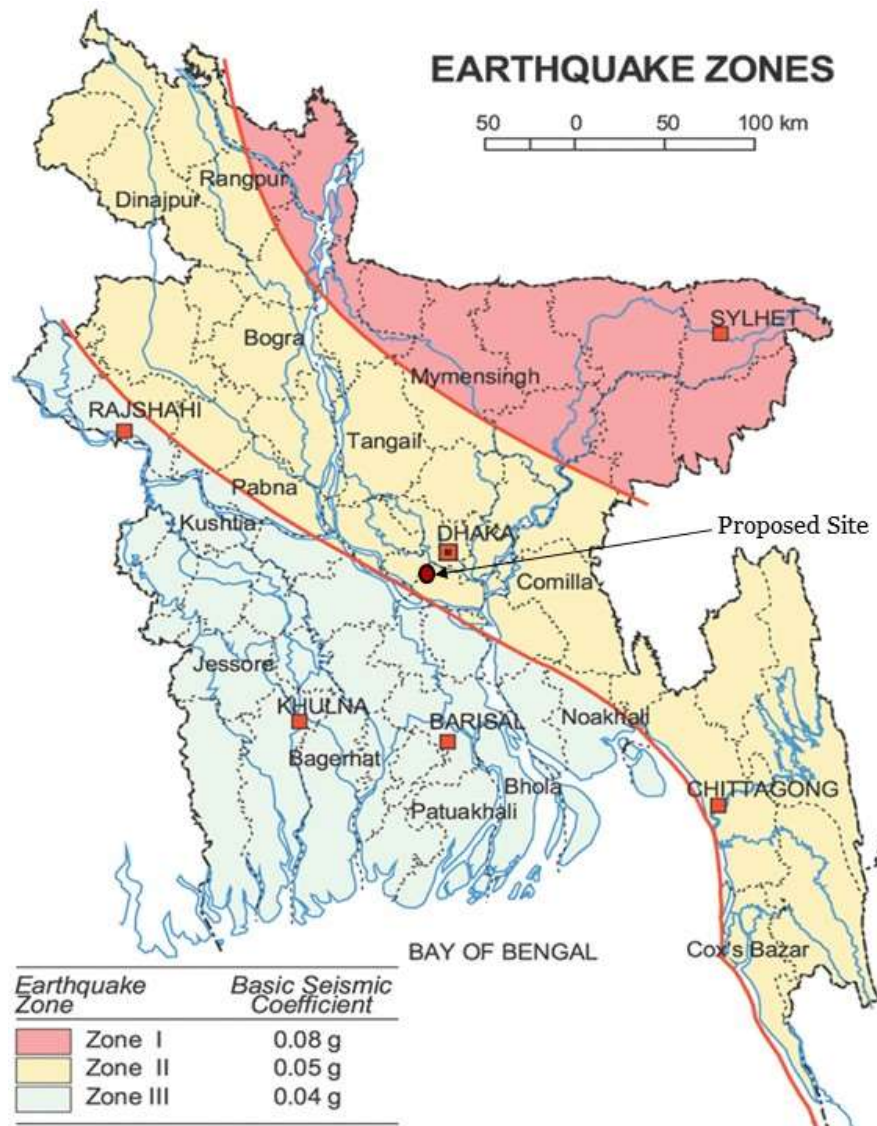 EARTHQUAKE ZONES
50 0 50 100 km
Rangpur
Dinajpur
SYLHET
Bogra
Mymensingh
RAJSHAHI
Tangail
Pabna
Kushtia
DHAKA
Proposed Site
Comilla
Jessore
KHULNA
BARISAL
Noakhali
Bagerhat
Bhola
Patuakhali
CHITTAGONG
BAY OF BENGAL
Cox's Bazar
Earthquake Zone
Basic Seismic Coefficient
Zone I 0.08 g
Zone II 0.05 g
Zone III 0.04 g